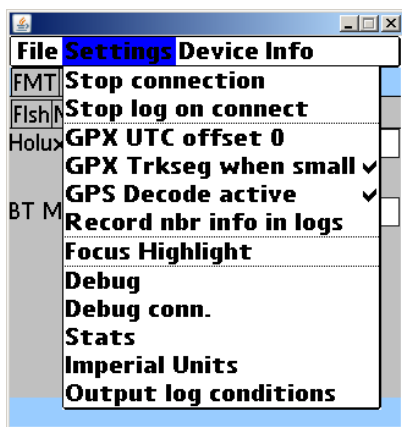 File Settings Device Info
FMT
Stop connection
Flsh
Stop log on connect
GPX UTC offset 0
Holux
GPX Trkseg when small ✓
GPS Decode active ✓
BT M
Record nbr info in logs
Focus Highlight
Debug
Debug conn.
Stats
Imperial Units
Output log conditions